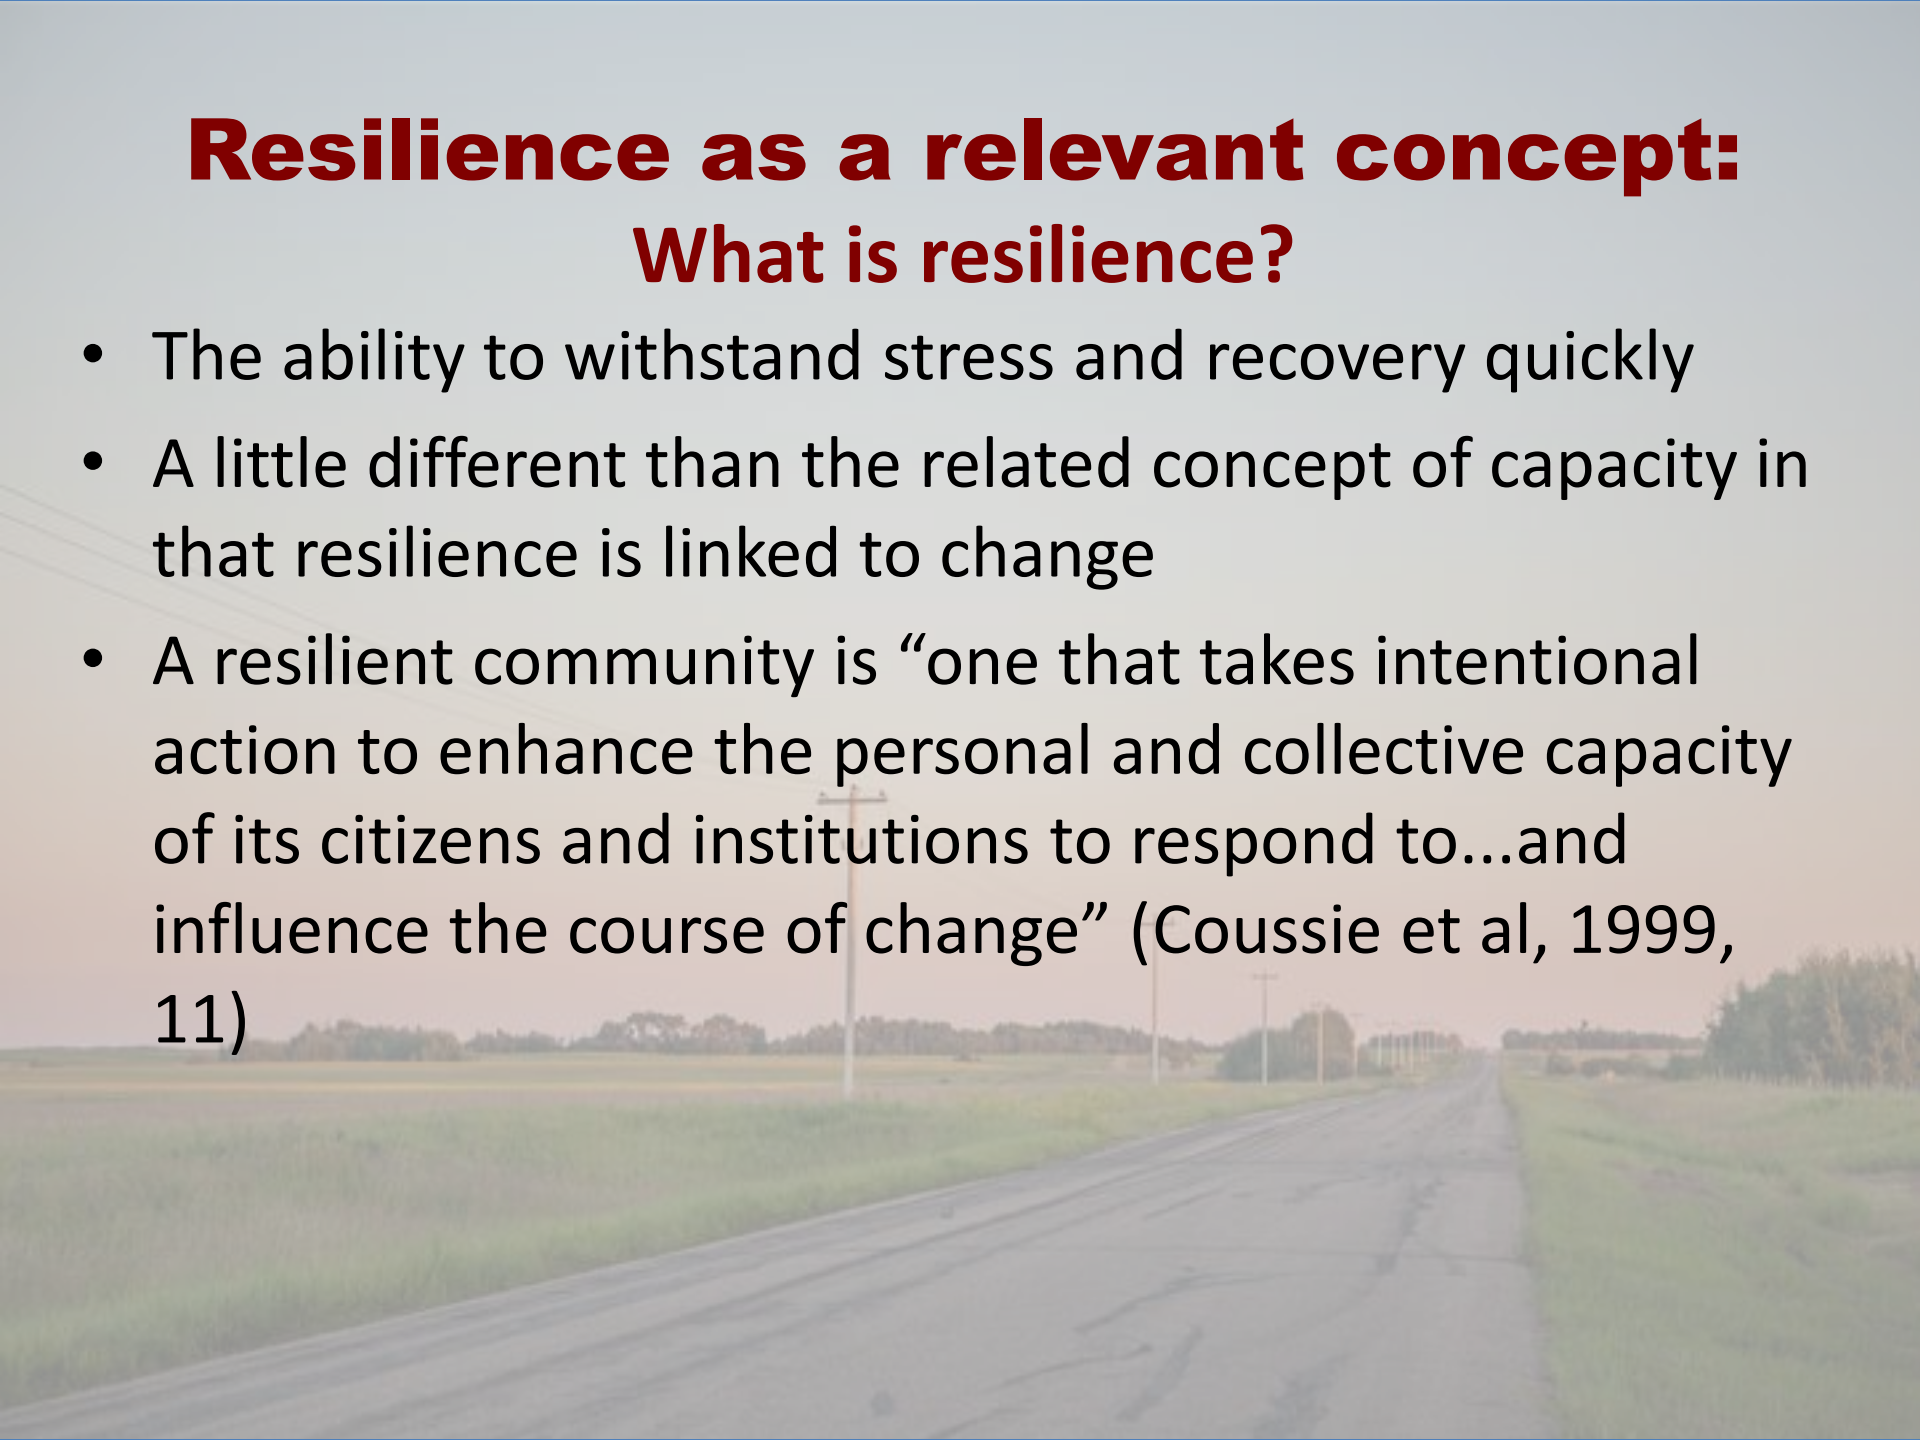 Resilience as a relevant concept:
What is resilience?
• The ability to withstand stress and recovery quickly
• A little different than the related concept of capacity in
that resilience is linked to change
• A resilient community is “one that takes intentional
action to enhance the personal and collective capacity
of its citizens and institutions to respond to...and
influence the course of change” (Coussie et al, 1999,
11)